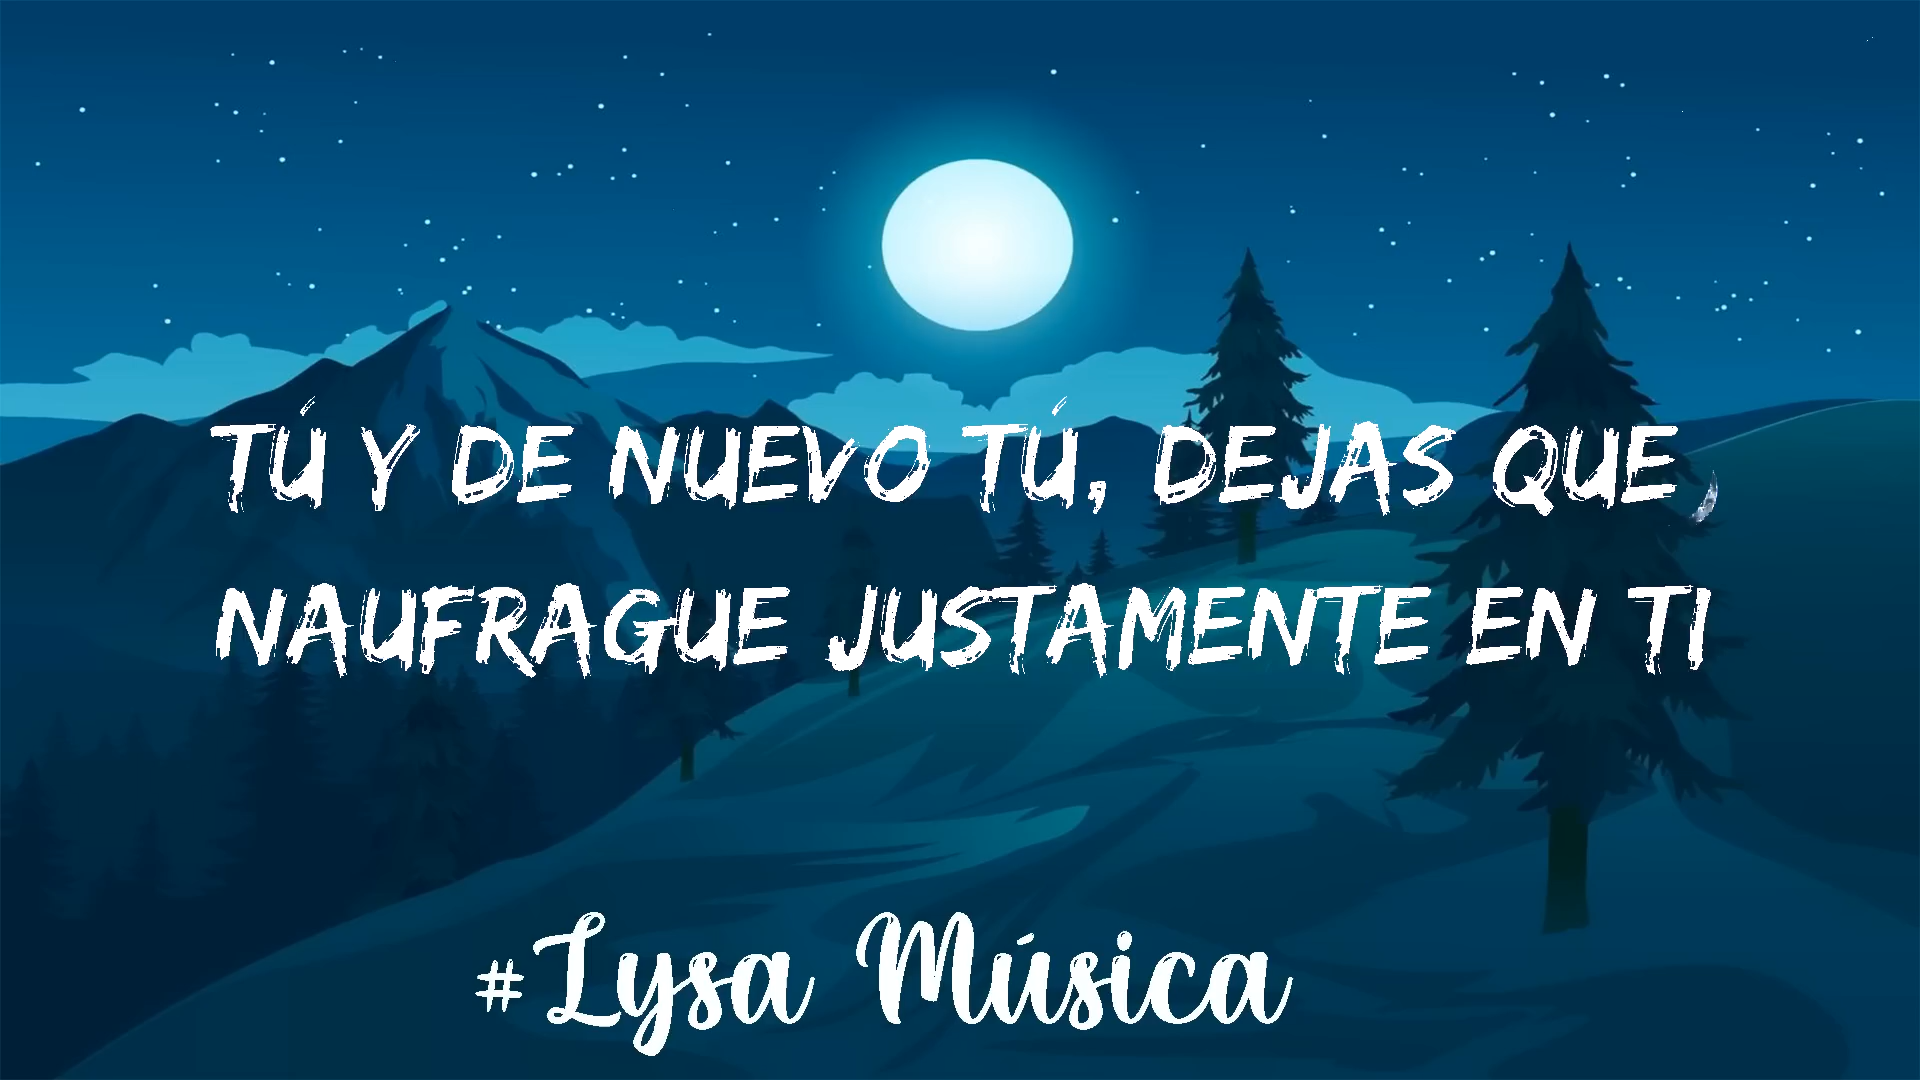 TÚ Y DE NUEVO TÚ, DEJAS QUE,
NAUFRAGUE JUSTAMENTE EN TI
#Lysa Música